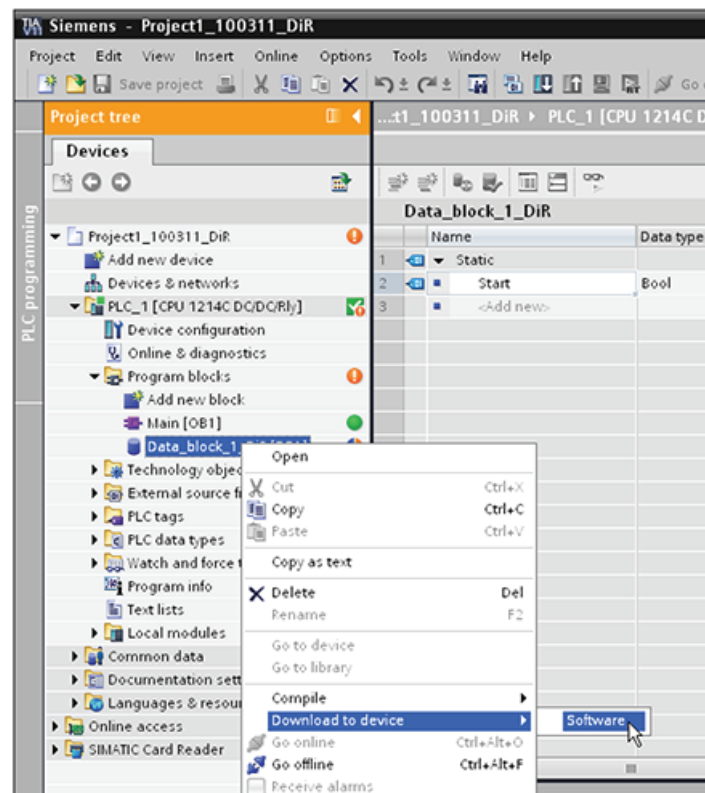 Siemens - Project1_100311_DiR
Project Edit View Insert Online Options Tools Window Help
Save project Go
Project tree
...t1_100311_DiR ▸ PLC_1 [CPU 1214C D
Devices
PLC programming
Data_block_1_DiR
Name Data type
1 Static
2 Start Bool
3 <Add new>
Project1_100311_DiR
Add new device
Devices & networks
PLC_1 [CPU 1214C DC/DC/Rly]
Device configuration
Online & diagnostics
Program blocks
Add new block
Main [OB1]
Data_block_1
Technology objec
External source fi
PLC tags
PLC data types
Watch and force t
Program info
Text lists
Local modules
Common data
Documentation sett
Languages & resou
Online access
SIMATIC Card Reader
Open
Cut Ctrl+X
Copy Ctrl+C
Paste Ctrl+V
Copy as text
Delete Del
Rename F2
Go to device
Go to library
Compile
Download to device
Software
Go online Ctrl+Alt+O
Go offline Ctrl+Alt+F
Receive alarms